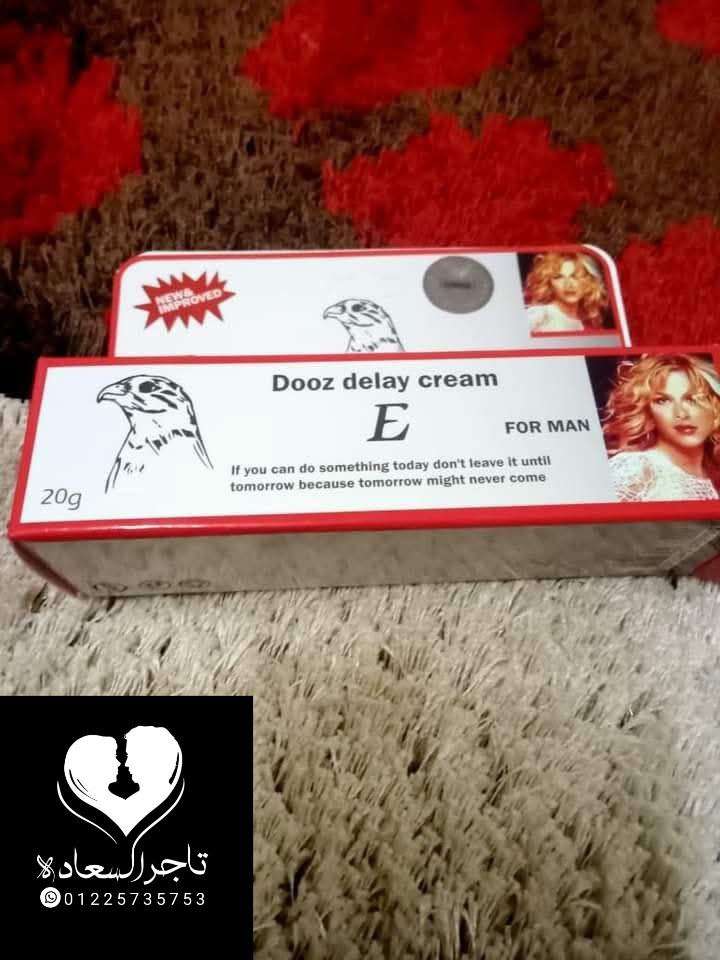 NEW&
IMPROVED
Dooz delay cream
E
FOR MAN
If you can do something today don't leave it until
tomorrow because tomorrow might never come
20g
تاجر السعادة
01225735753